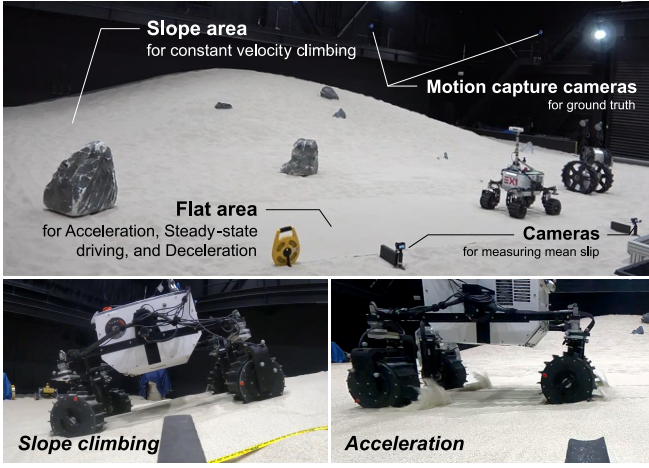 Slope area
for constant velocity climbing
Motion capture cameras
for ground truth
EX1
Flat area
for Acceleration, Steady-state
driving, and Deceleration
Cameras
for measuring mean slip
Slope climbing
Acceleration